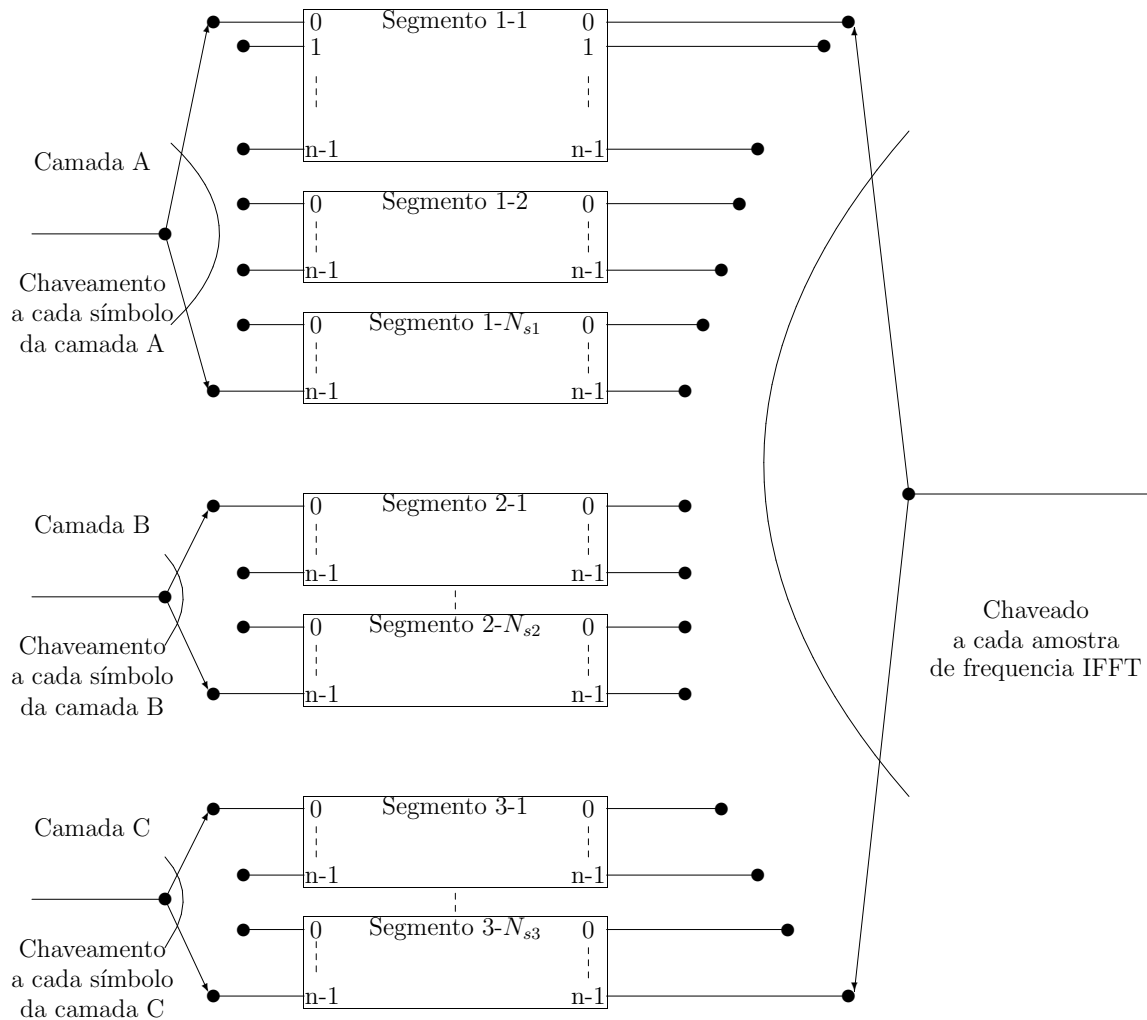 0 Segmento 1-1 0
1 1
Camada A
n-1 n-1
0 Segmento 1-2 0
n-1 n-1
Chaveamento
a cada símbolo
da camada A
0 Segmento 1-N_{s1} 0
n-1 n-1
Camada B
0 Segmento 2-1 0
n-1 n-1
Chaveamento
a cada símbolo
da camada B
0 Segmento 2-N_{s2} 0
n-1 n-1
Chaveado
a cada amostra
de frequencia IFFT
Camada C
0 Segmento 3-1 0
n-1 n-1
Chaveamento
a cada símbolo
da camada C
0 Segmento 3-N_{s3} 0
n-1 n-1